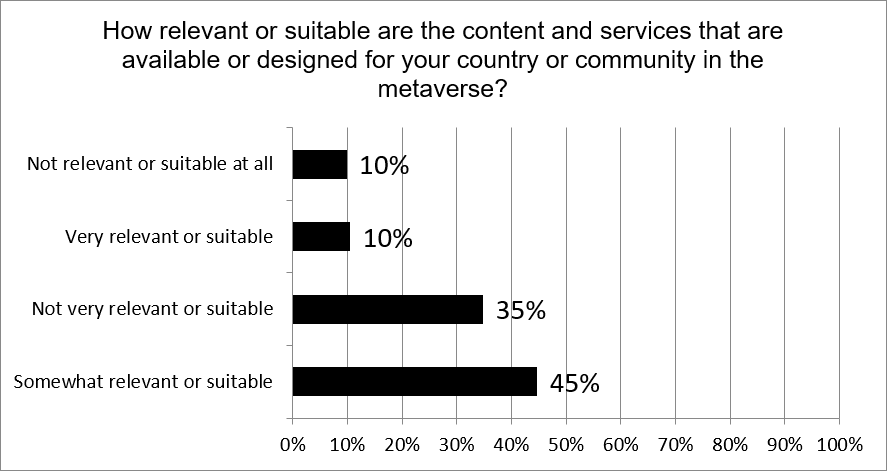 How relevant or suitable are the content and services that are
available or designed for your country or community in the
metaverse?
Not relevant or suitable at all
10%
Very relevant or suitable
10%
Not very relevant or suitable
35%
Somewhat relevant or suitable
45%
0% 10% 20% 30% 40% 50% 60% 70% 80% 90% 100%